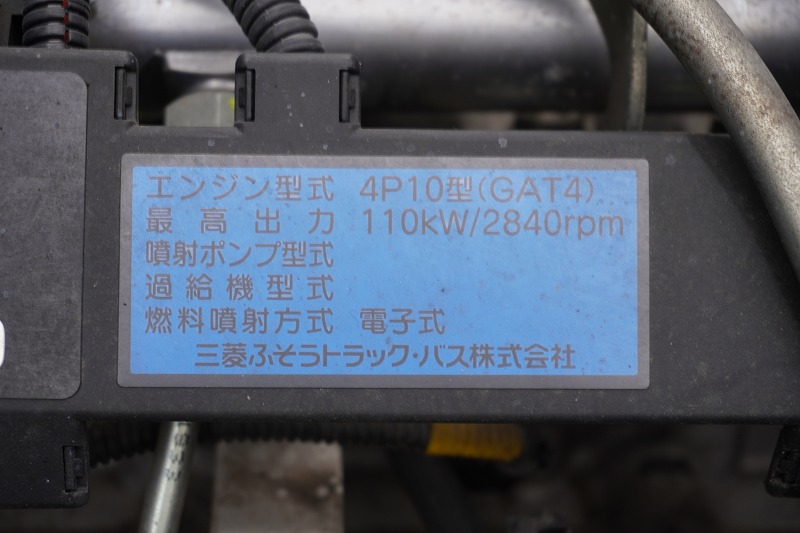 エンジン型式 4P10型(GAT4)
最高出力 110kW/2840rpm
噴射ポンプ型式
過給機型式
燃料噴射方式 電子式
三菱ふそうトラック・バス株式会社